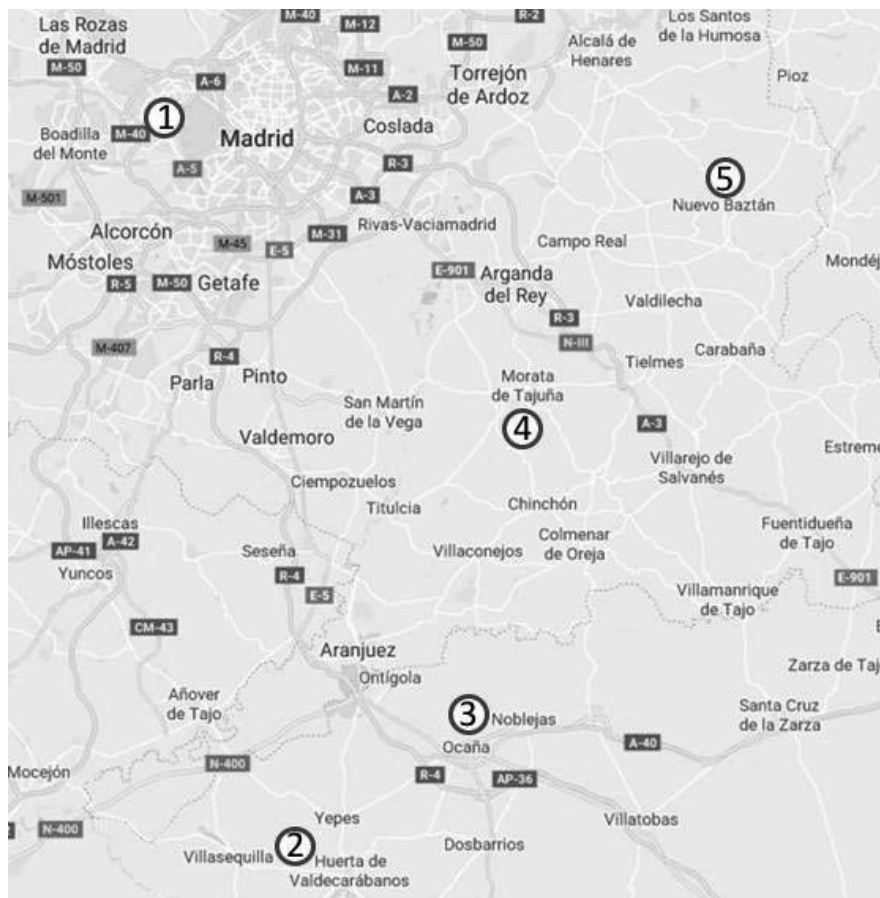 M-40
M-12
R-2
Los Santos
de la Humosa
Las Rozas
de Madrid
M-50
Alcalá de
Henares
M-50
M-11
A-6
Torrejón
de Ardoz
Pioz
A-2
1
M-40
Boadilla
del Monte
Madrid
Coslada
R-3
A-5
5
M-501
A-3
Nuevo Baztán
Rivas-Vaciamadrid
Alcorcón
M-45
E-5
M-31
Campo Real
Móstoles
R-5
M-50
Getafe
E-901
Arganda
del Rey
Mondéj
Valdilecha
R-3
N-III
M-407
R-4
Tielmes
Carabaña
Parla
Pinto
Morata
de Tajuña
San Martín
de la Vega
4
A-3
Valdemoro
Villarejo de
Salvanés
Estreme
Ciempozuelos
Titulcia
Chinchón
Illescas
A-42
AP-41
Yuncos
Seseña
Villaconejos
Colmenar
de Oreja
Fuentidueña
de Tajo
R-4
E-5
E-901
Villamanrique
de Tajo
CM-43
E
Aranjuez
Ontígola
Zarza de Taj
Añover
de Tajo
3
Noblejas
Santa Cruz
de la Zarza
Ocaña
A-40
Mocejón
N-400
R-4
AP-36
N-400
Yepes
Villatobas
2
Villasequilla
Huerta de
Valdecarábanos
Dosbarrios